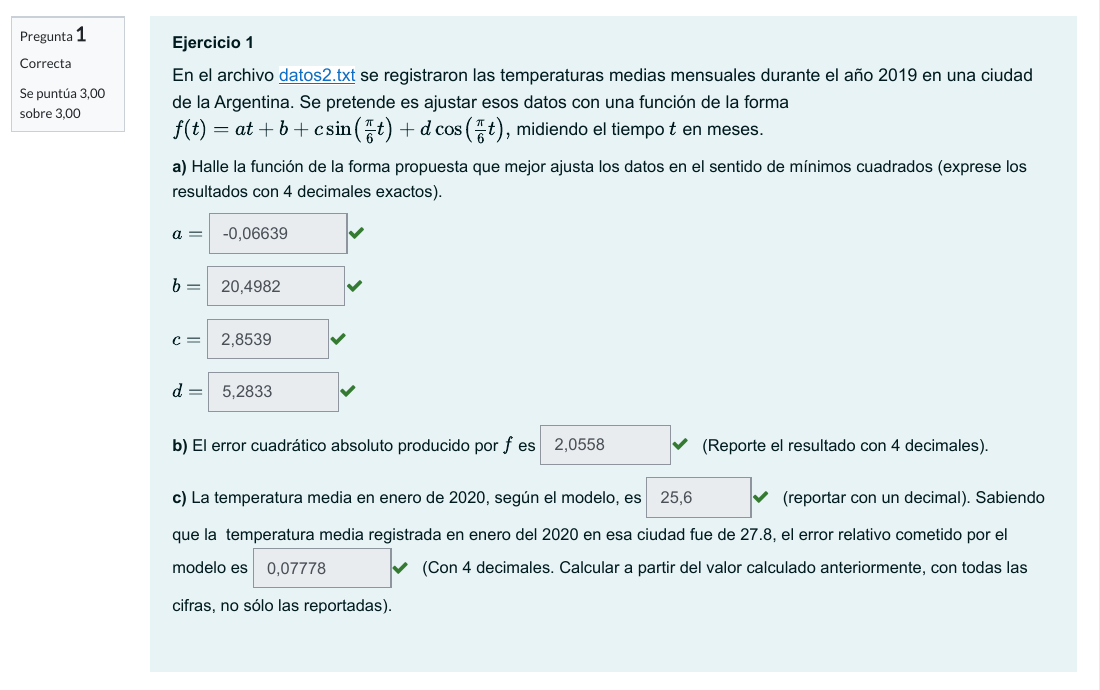 Pregunta 1
Correcta
Se puntúa 3,00
sobre 3,00
Ejercicio 1
En el archivo datos2.txt se registraron las temperaturas medias mensuales durante el año 2019 en una ciudad
de la Argentina. Se pretende es ajustar esos datos con una función de la forma
f(t) = at + b + c sin(π/6 t) + d cos(π/6 t), midiendo el tiempo t en meses.
a) Halle la función de la forma propuesta que mejor ajusta los datos en el sentido de mínimos cuadrados (exprese los
resultados con 4 decimales exactos).
a = -0,06639
b = 20,4982
c = 2,8539
d = 5,2833
b) El error cuadrático absoluto producido por f es 2,0558 (Reporte el resultado con 4 decimales).
c) La temperatura media en enero de 2020, según el modelo, es 25,6 (reportar con un decimal). Sabiendo
que la temperatura media registrada en enero del 2020 en esa ciudad fue de 27.8, el error relativo cometido por el
modelo es 0,07778 (Con 4 decimales. Calcular a partir del valor calculado anteriormente, con todas las
cifras, no sólo las reportadas).